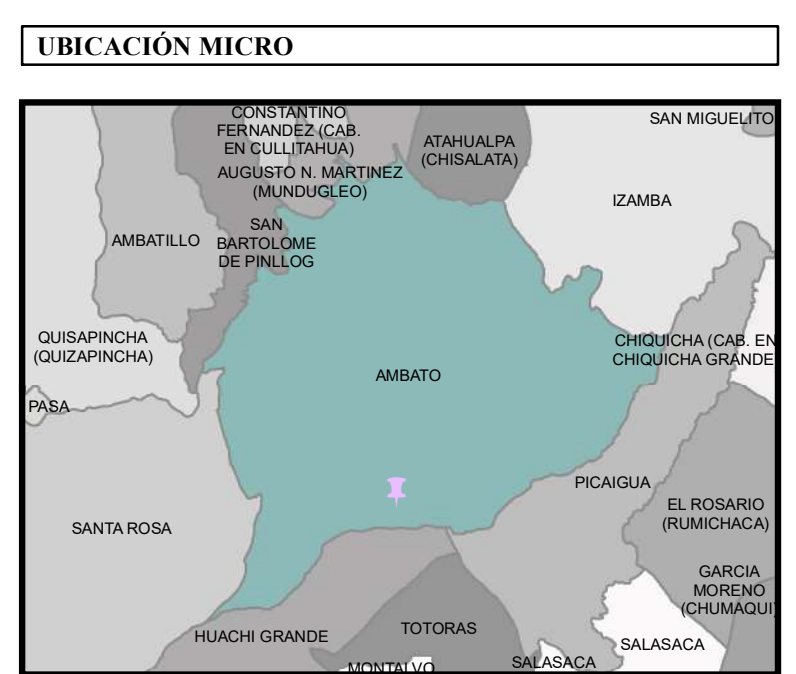 UBICACIÓN MICRO
CONSTANTINO
FERNANDEZ (CAB.
EN CULLITAHUA)
ATAHUALPA
(CHISALATA)
SAN MIGUELITO
AUGUSTO N. MARTINEZ
(MUNDUGLEO)
IZAMBA
AMBATILLO
SAN
BARTOLOME
DE PINLLOG
QUISAPINCHA
(QUIZAPINCHA)
CHIQUICHA (CAB. EN
CHIQUICHA GRANDE
AMBATO
PASA
PICAIGUA
EL ROSARIO
(RUMICHACA)
SANTA ROSA
GARCIA
MORENO
(CHUMAQUI
HUACHI GRANDE
TOTORAS
SALASACA
SALASACA
MONTALVO